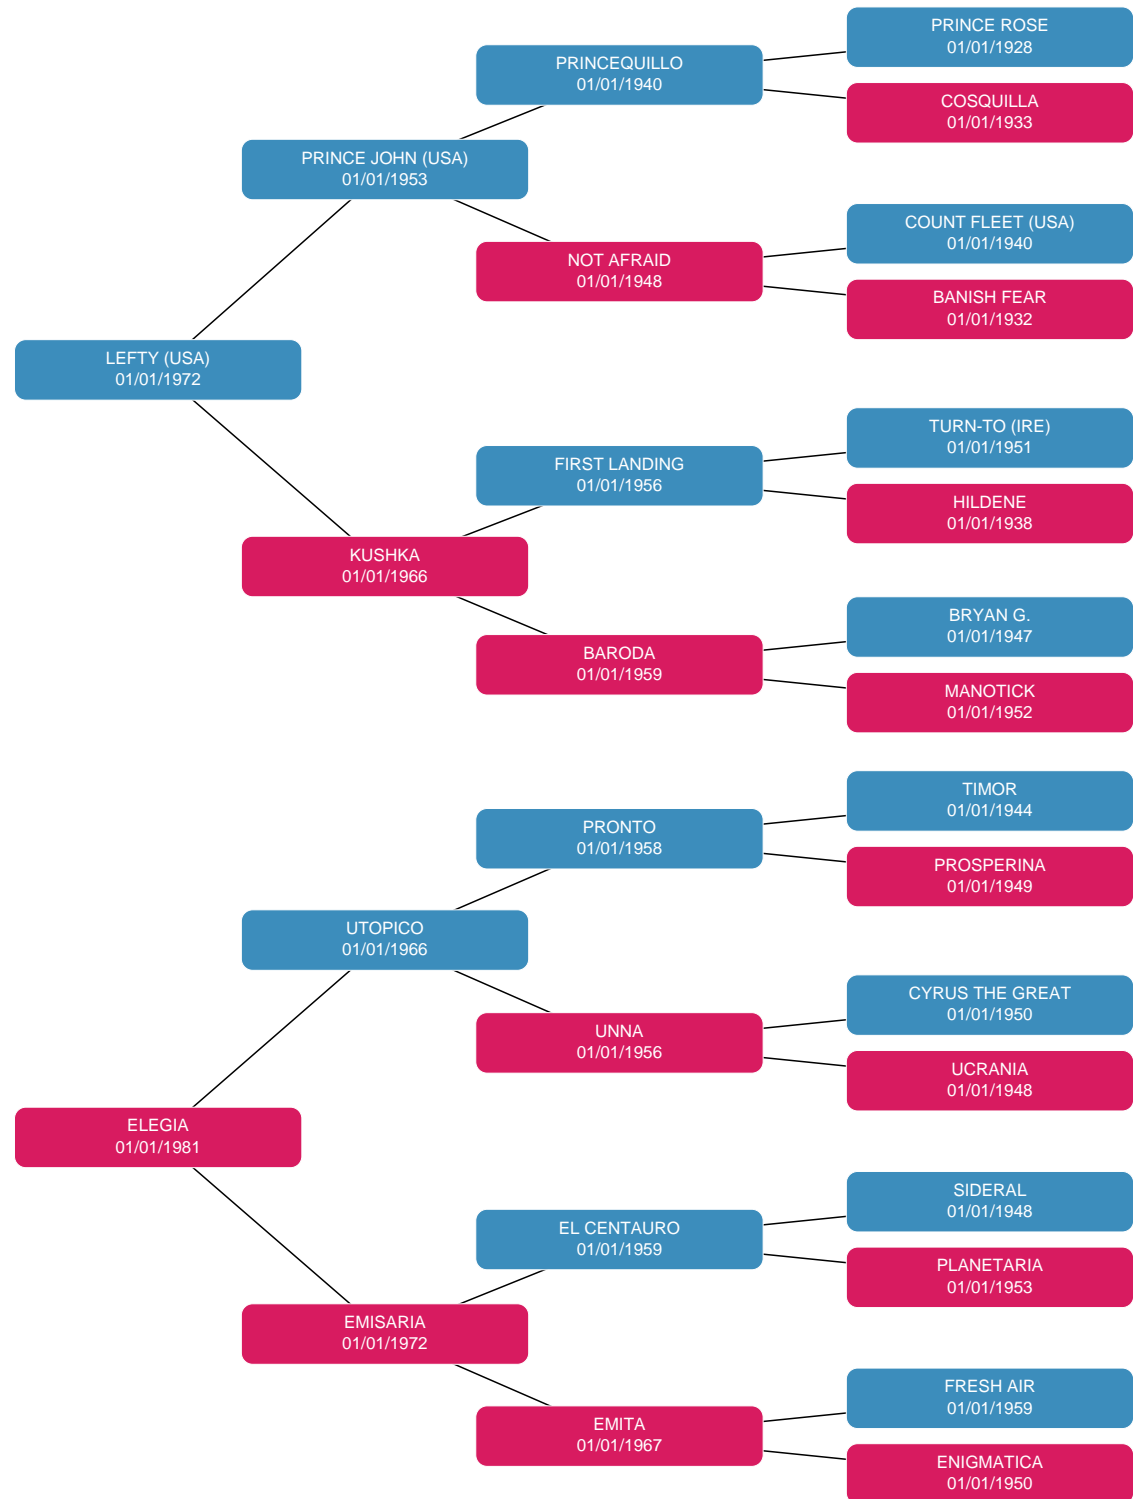 PRINCE ROSE
01/01/1928
PRINCEQUILLO
01/01/1940
COSQUILLA
01/01/1933
PRINCE JOHN (USA)
01/01/1953
COUNT FLEET (USA)
01/01/1940
NOT AFRAID
01/01/1948
BANISH FEAR
01/01/1932
LEFTY (USA)
01/01/1972
TURN-TO (IRE)
01/01/1951
FIRST LANDING
01/01/1956
HILDENE
01/01/1938
KUSHKA
01/01/1966
BRYAN G.
01/01/1947
BARODA
01/01/1959
MANOTICK
01/01/1952
TIMOR
01/01/1944
PRONTO
01/01/1958
PROSPERINA
01/01/1949
UTOPICO
01/01/1966
CYRUS THE GREAT
01/01/1950
UNNA
01/01/1956
UCRANIA
01/01/1948
ELEGIA
01/01/1981
SIDERAL
01/01/1948
EL CENTAURO
01/01/1959
PLANETARIA
01/01/1953
EMISARIA
01/01/1972
FRESH AIR
01/01/1959
EMITA
01/01/1967
ENIGMATICA
01/01/1950